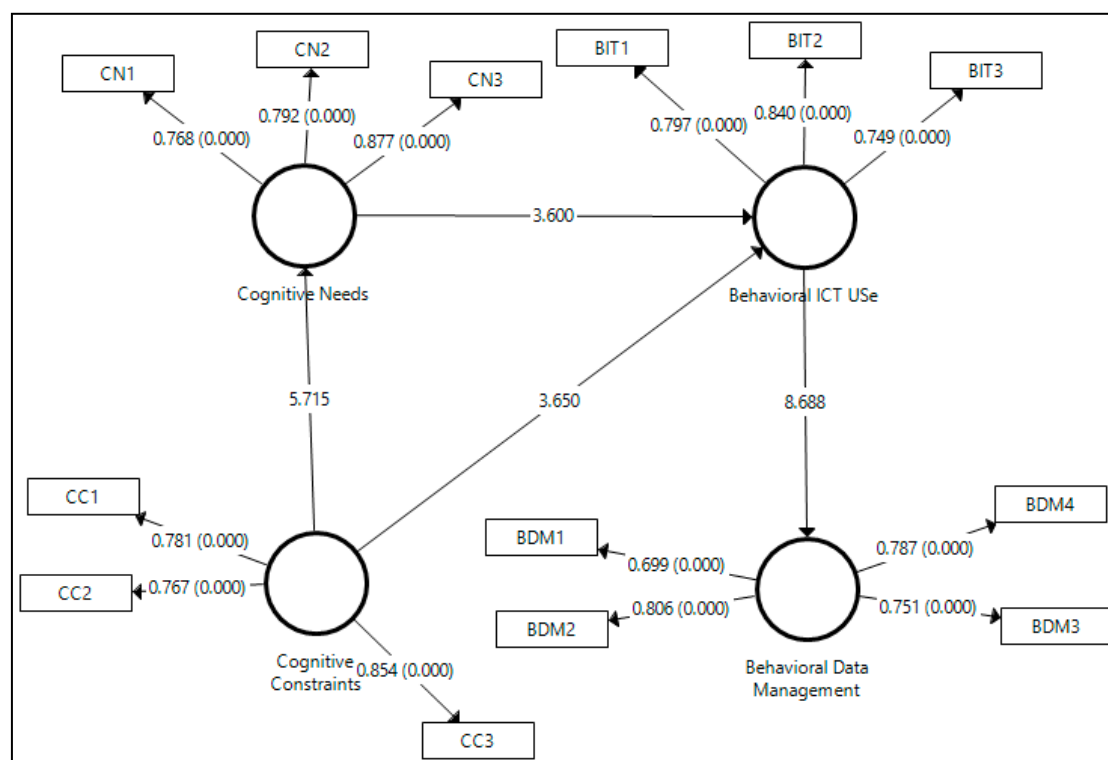 CN2
BIT1
BIT2
CN1
CN3
BIT3
0.792 (0.000)
0.840 (0.000)
0.768 (0.000)
0.877 (0.000)
0.797 (0.000)
0.749 (0.000)
3.600
Cognitive Needs
Behavioral ICT USe
5.715
3.650
8.688
CC1
0.781 (0.000)
CC2
0.767 (0.000)
BDM4
BDM1
0.787 (0.000)
0.699 (0.000)
0.806 (0.000)
0.751 (0.000)
BDM2
BDM3
Cognitive
Constraints
0.854 (0.000)
Behavioral Data
Management
CC3